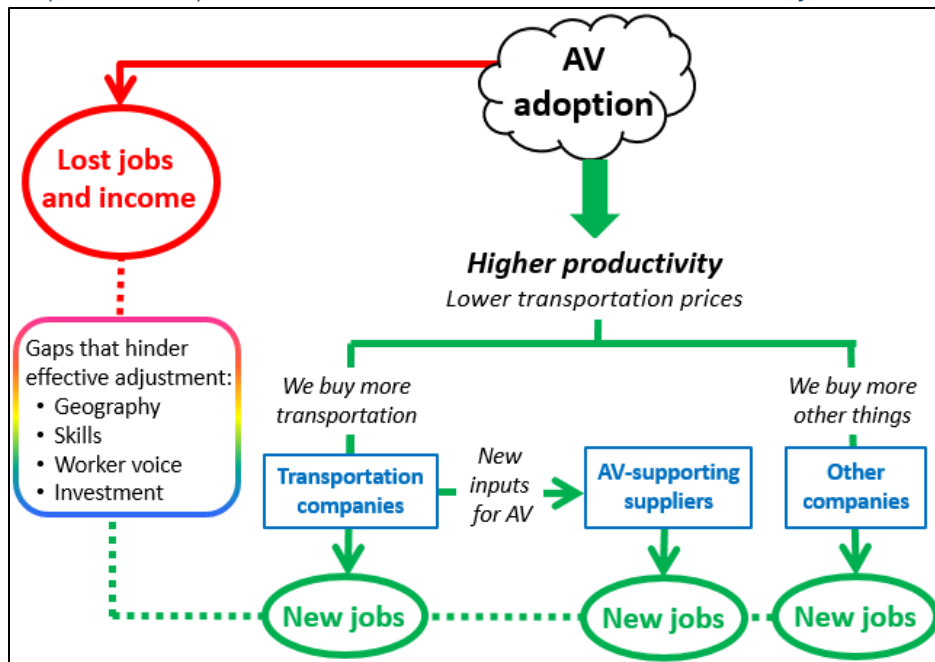 AV
adoption
Lost jobs
and income
Higher productivity
Lower transportation prices
Gaps that hinder
effective adjustment:
• Geography
• Skills
• Worker voice
• Investment
We buy more
transportation
We buy more
other things
Transportation
companies
New
inputs
for AV
AV-supporting
suppliers
Other
companies
New jobs
New jobs
New jobs